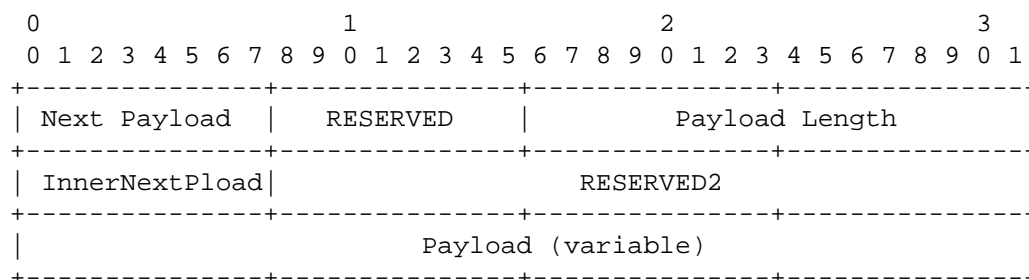 0                   1                   2                   3
 0 1 2 3 4 5 6 7 8 9 0 1 2 3 4 5 6 7 8 9 0 1 2 3 4 5 6 7 8 9 0 1
+---------------+---------------+---------------+---------------
| Next Payload  |   RESERVED    |         Payload Length
+---------------+---------------+---------------+---------------
| InnerNextPload|                   RESERVED2
+---------------+---------------+---------------+---------------
|                         Payload (variable)
+---------------+---------------+---------------+---------------